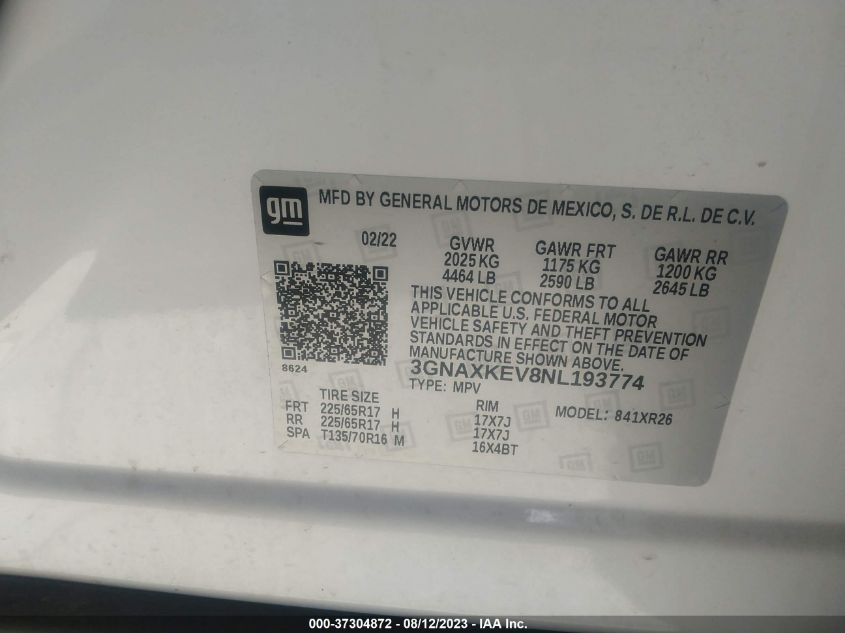 gm
MFD BY GENERAL MOTORS DE MEXICO, S. DE R.L. DE C.V.
02/22 GVWR GAWR FRT GAWR RR
2025 KG 1175 KG 1200 KG
4464 LB 2590 LB 2645 LB
THIS VEHICLE CONFORMS TO ALL
APPLICABLE U.S. FEDERAL MOTOR
VEHICLE SAFETY AND THEFT PREVENTION
STANDARDS IN EFFECT ON THE DATE OF
MANUFACTURE SHOWN ABOVE.
8624
3GNAXKEV8NL193774
TYPE: MPV
TIRE SIZE RIM MODEL: 841XR26
FRT 225/65R17 H 17X7J
RR 225/65R17 H 17X7J
SPA T135/70R16 M 16X4BT
000-37304872 - 08/12/2023 - IAAI.COM